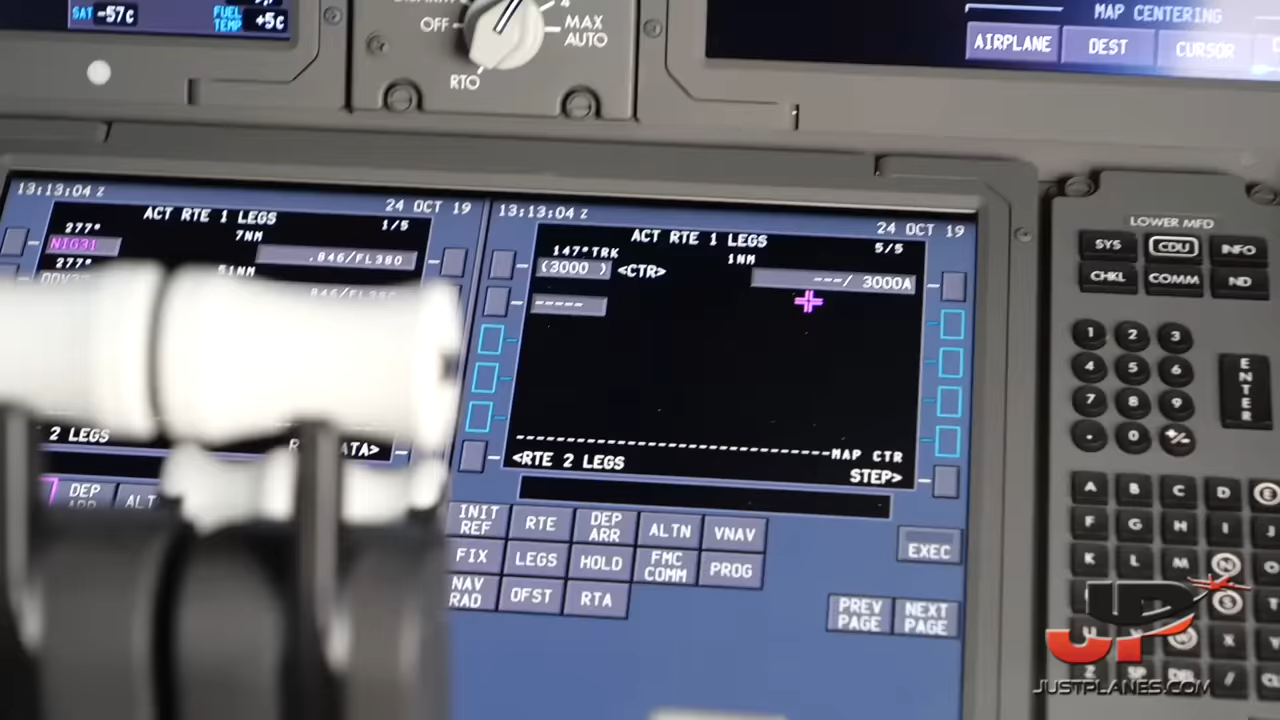 SAT -57c
FUEL TEMP +5c
OFF
MAX AUTO
RTO
MAP CENTERING
AIRPLANE DEST CURSOR
13:13:04 z
24 OCT 19
ACT RTE 1 LEGS 1/5
277°
7NM
NIG31
.846/FL380
277°
51NM
2 LEGS
DEP ARR
13:13:04 z
24 OCT 19
ACT RTE 1 LEGS 5/5
147°TRK
1NM
(3000 ) <CTR>
---/ 3000A
-----
MAP CTR
<RTE 2 LEGS
STEP>
INIT REF
RTE
DEP ARR
ALTN
VNAV
FIX
LEGS
HOLD
FMC COMM
PROG
NAV RAD
OFST
RTA
EXEC
PREV PAGE
NEXT PAGE
LOWER MFD
SYS CDU INFO
CHKL COMM ND
1 2 3
4 5 6
7 8 9
. 0 +/-
ENTER
A B C D E
F G H I J
K L M N
S
W X
JP
JUSTPLANES.COM